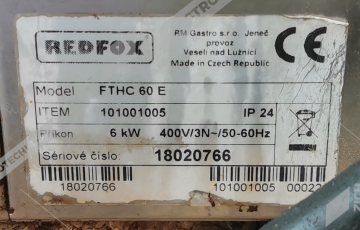 REDFOX
RM Gastro s.r.o. Jeneč
provoz
Veselí nad Lužnicí
Made in Czech Republic
CE
Model FTHC 60 E
ITEM 101001005 IP 24
Příkon 6 kW 400V/3N~/50-60Hz
Sériové číslo: 18020766
18020766 101001005 00022